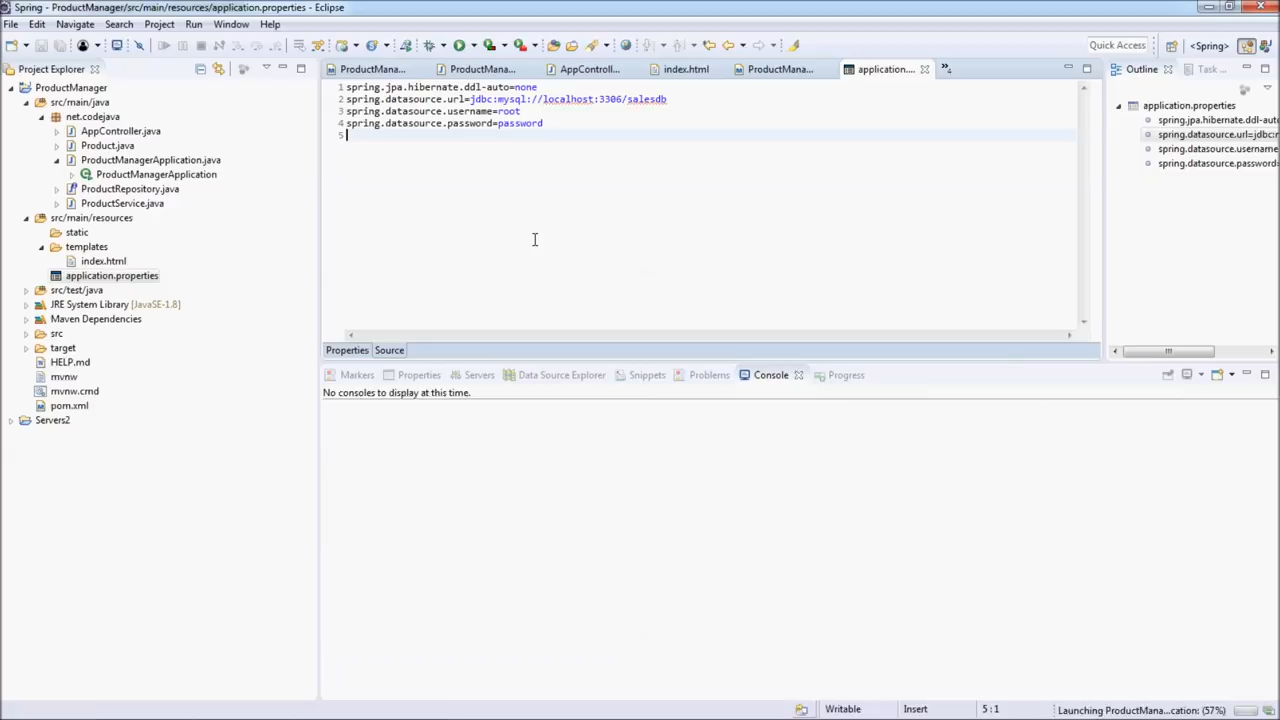 Spring - ProductManager/src/main/resources/application.properties - Eclipse
File Edit Navigate Search Project Run Window Help
Quick Access
<Spring>
Project Explorer
ProductManager
src/main/java
net.codejava
AppController.java
Product.java
ProductManagerApplication.java
ProductManagerApplication
ProductRepository.java
ProductService.java
src/main/resources
static
templates
index.html
application.properties
src/test/java
JRE System Library [JavaSE-1.8]
Maven Dependencies
src
target
HELP.md
mvnw
mvnw.cmd
pom.xml
Servers2
ProductMana... ProductMana... AppControll... index.html ProductMana... application.... »4
1 spring.jpa.hibernate.ddl-auto=none
2 spring.datasource.url=jdbc:mysql://localhost:3306/salesdb
3 spring.datasource.username=root
4 spring.datasource.password=password
5
Properties Source
Outline Task ...
application.properties
spring.jpa.hibernate.ddl-auto
spring.datasource.url=jdbc:r
spring.datasource.username
spring.datasource.password=
Markers Properties Servers Data Source Explorer Snippets Problems Console Progress
No consoles to display at this time.
Writable Insert 5 : 1 Launching ProductMana...cation: (57%)